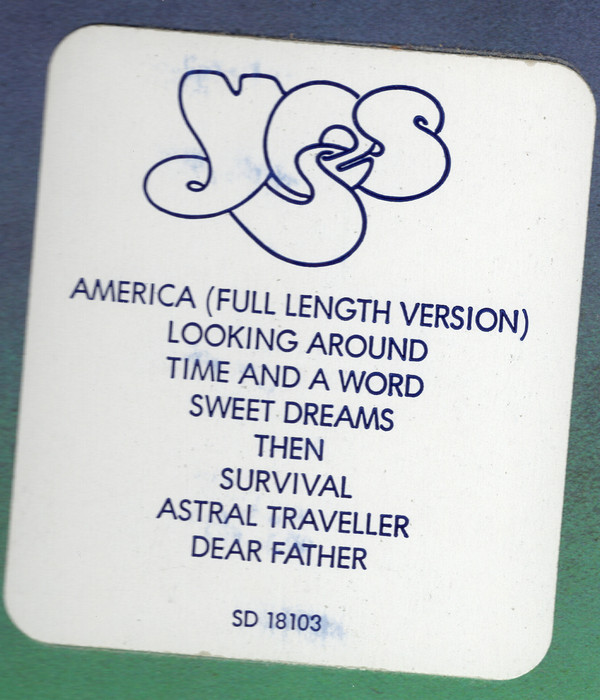 yes
AMERICA (FULL LENGTH VERSION)
LOOKING AROUND
TIME AND A WORD
SWEET DREAMS
THEN
SURVIVAL
ASTRAL TRAVELLER
DEAR FATHER
SD 18103